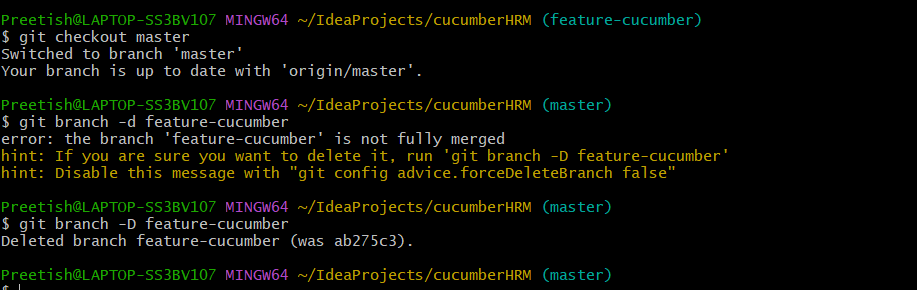 Preetish@LAPTOP-SS3BV107 MINGW64 ~/IdeaProjects/cucumberHRM (feature-cucumber)
$ git checkout master
Switched to branch 'master'
Your branch is up to date with 'origin/master'.
Preetish@LAPTOP-SS3BV107 MINGW64 ~/IdeaProjects/cucumberHRM (master)
$ git branch -d feature-cucumber
error: the branch 'feature-cucumber' is not fully merged
hint: If you are sure you want to delete it, run 'git branch -D feature-cucumber'
hint: Disable this message with "git config advice.forceDeleteBranch false"
Preetish@LAPTOP-SS3BV107 MINGW64 ~/IdeaProjects/cucumberHRM (master)
$ git branch -D feature-cucumber
Deleted branch feature-cucumber (was ab275c3).
Preetish@LAPTOP-SS3BV107 MINGW64 ~/IdeaProjects/cucumberHRM (master)
$